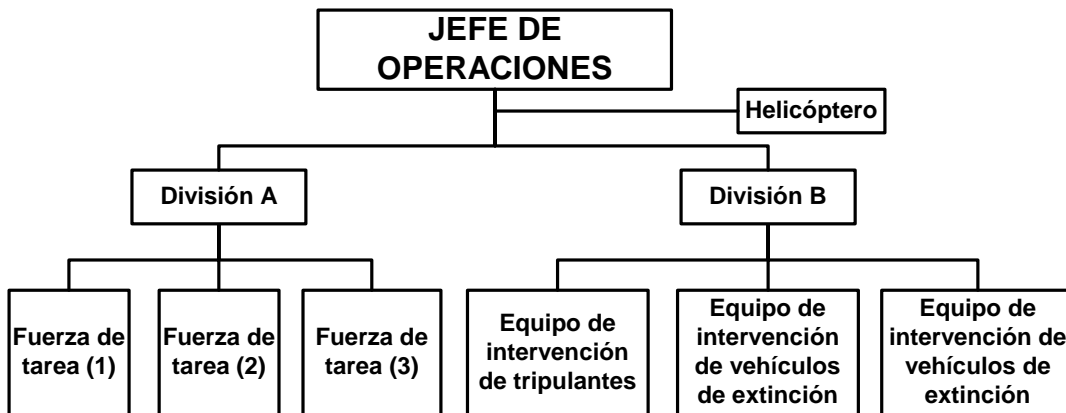 JEFE DE
OPERACIONES
Helicóptero
División A
División B
Fuerza de
tarea (1)
Fuerza de
tarea (2)
Fuerza de
tarea (3)
Equipo de
intervención
de tripulantes
Equipo de
intervención
de vehículos
de extinción
Equipo de
intervención de
vehículos de
extinción